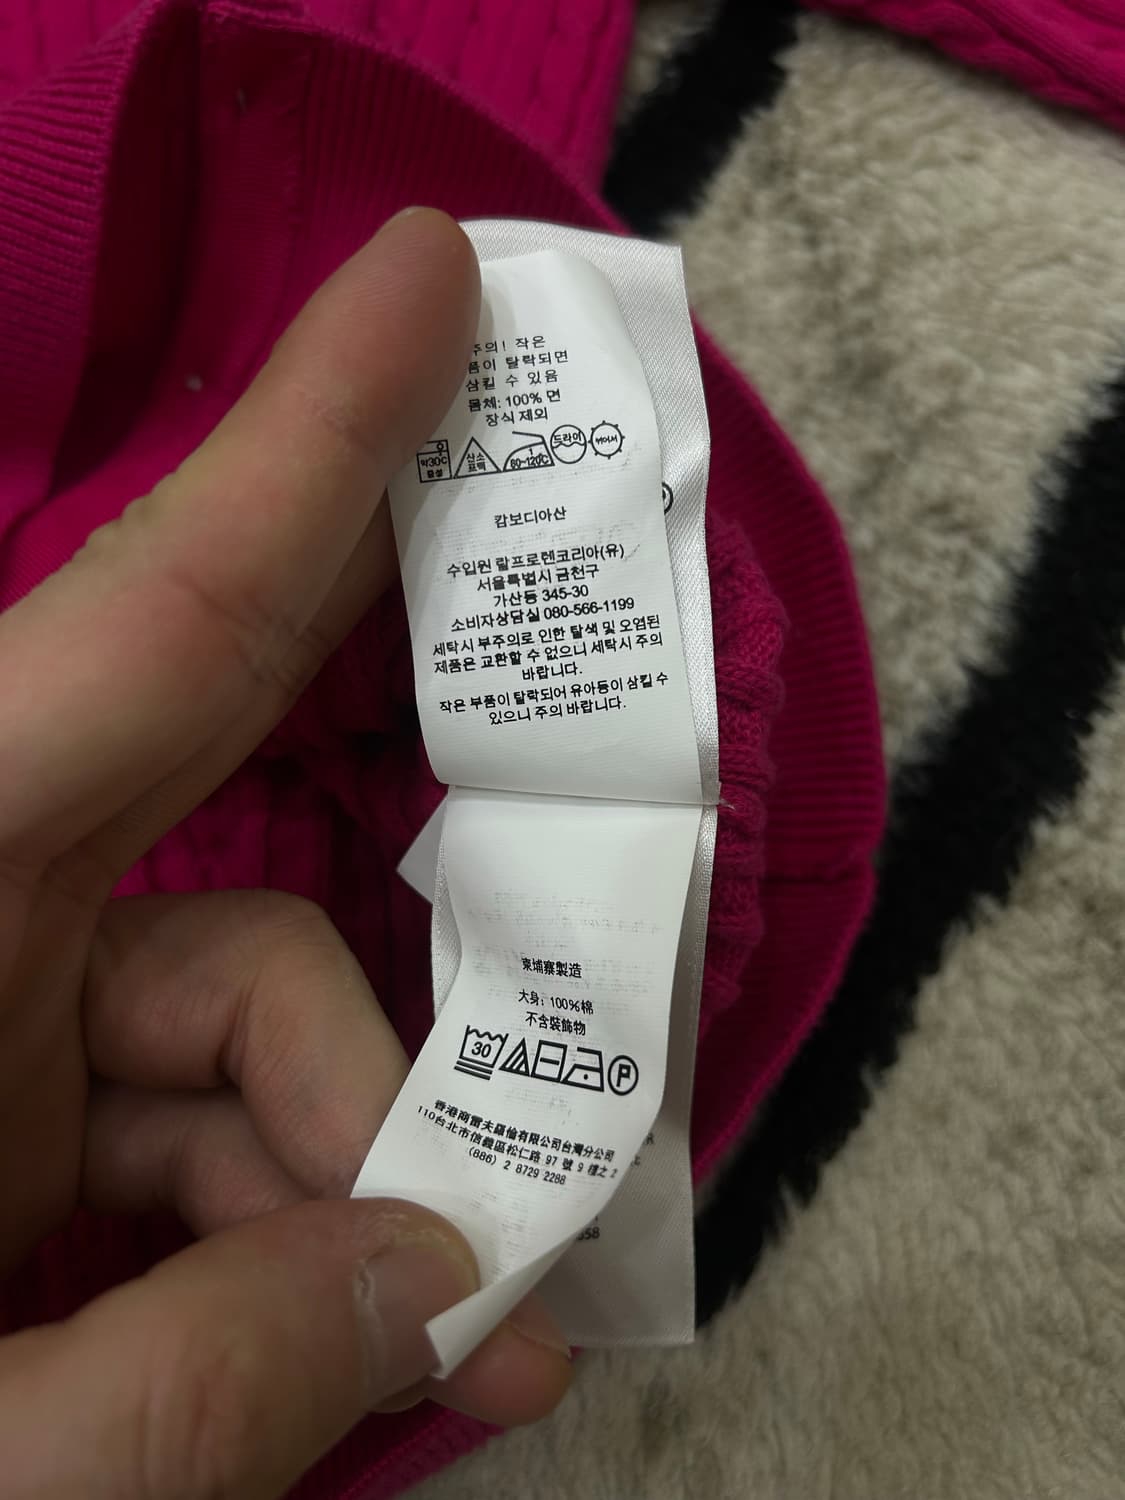 주의! 작은
품이 탈락되면
삼킬 수 있음
몸체: 100% 면
장식 제외
약30℃
중성
산소
표백
80~120℃
드라이
뉘어서
캄보디아산
수입원 랄프로렌코리아(유)
서울특별시 금천구
가산동 345-30
소비자상담실 080-566-1199
세탁시 부주의로 인한 탈색 및 오염된
제품은 교환할 수 없으니 세탁시 주의
바랍니다.
작은 부품이 탈락되어 유아등이 삼킬 수
있으니 주의 바랍니다.
柬埔寨製造
大身: 100%棉
不含裝飾物
30
P
香港商雷夫羅倫有限公司台灣分公司
110台北市信義區松仁路 97 號 9 樓之 2
(886) 2 8729 2288